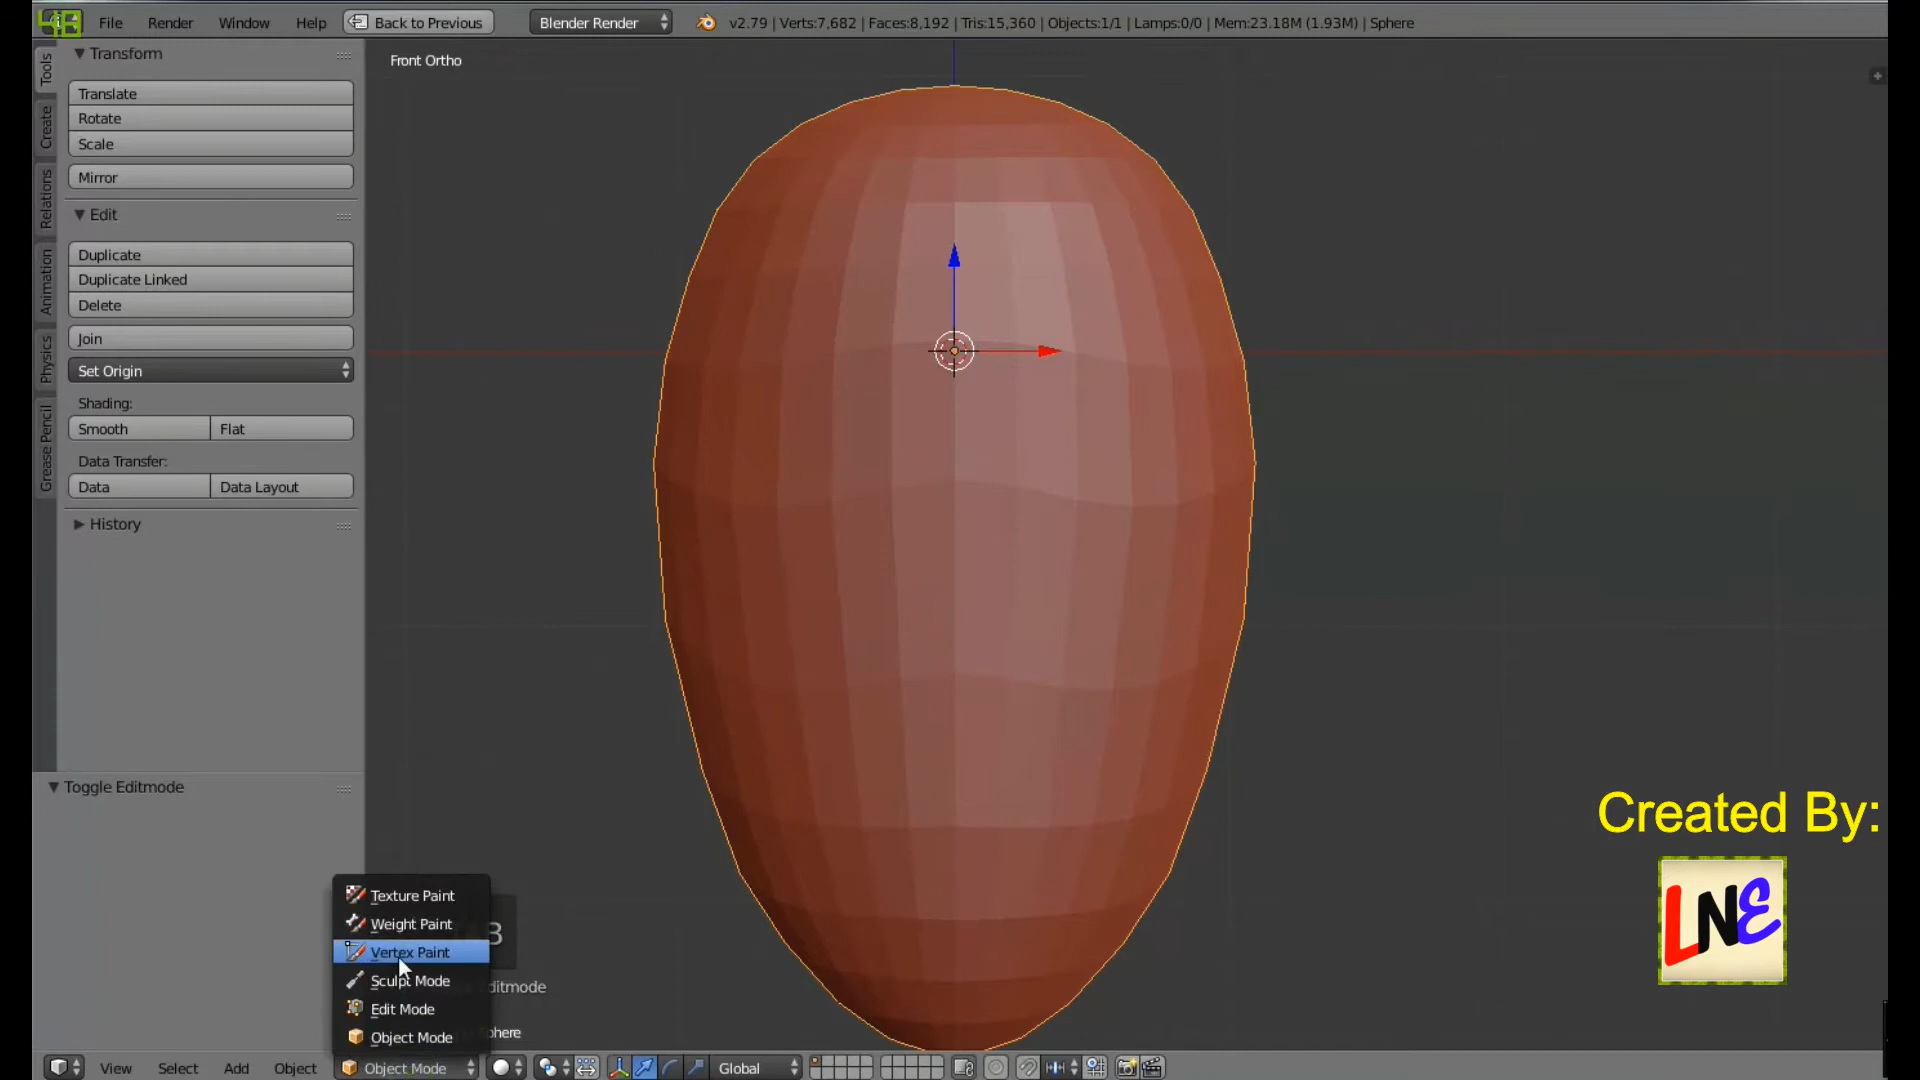 File Render Window Help Back to Previous Blender Render v2.79 | Verts:7,682 | Faces:8,192 | Tris:15,360 | Objects:1/1 | Lamps:0/0 | Mem:23.18M (1.93M) | Sphere
Tools
Create
Relations
Animation
Physics
Grease Pencil
Transform
Translate
Rotate
Scale
Mirror
Edit
Duplicate
Duplicate Linked
Delete
Join
Set Origin
Shading:
Smooth Flat
Data Transfer:
Data Data Layout
History
Toggle Editmode
Front Ortho
Texture Paint
Weight Paint
Vertex Paint
Sculpt Mode
Edit Mode
Object Mode
View Select Add Object Object Mode Global
Created By:
LNE